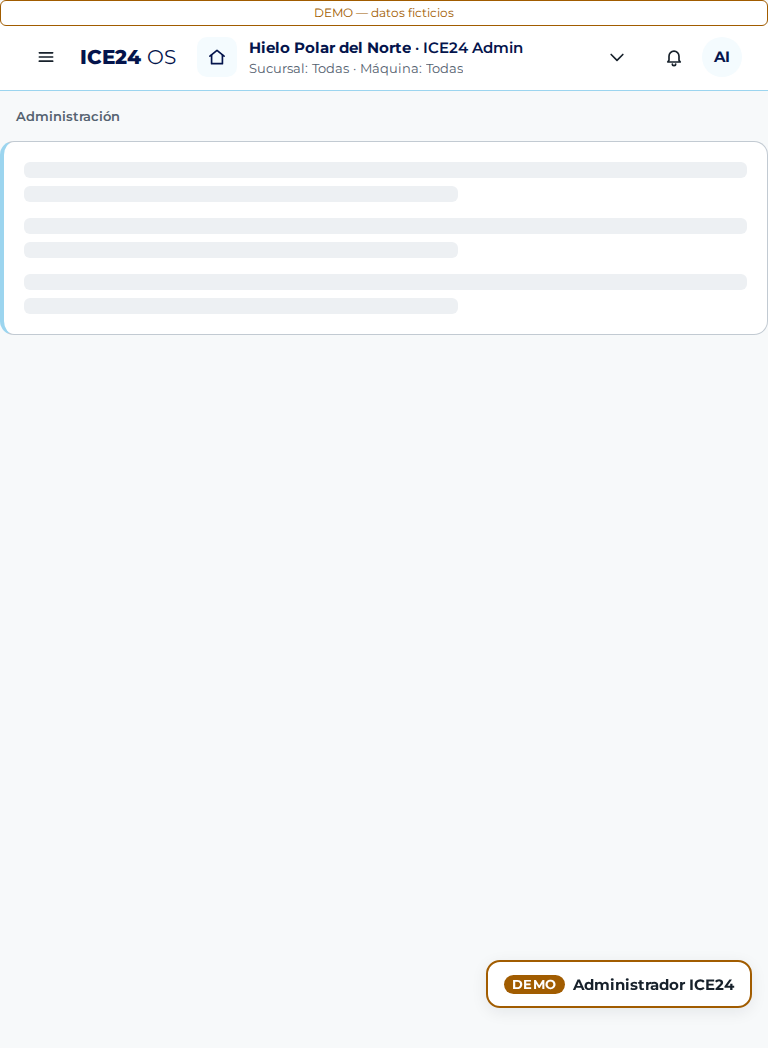 DEMO — datos ficticios
ICE24 OS
Hielo Polar del Norte · ICE24 Admin
Sucursal: Todas · Máquina: Todas
AI
Administración
DEMO Administrador ICE24